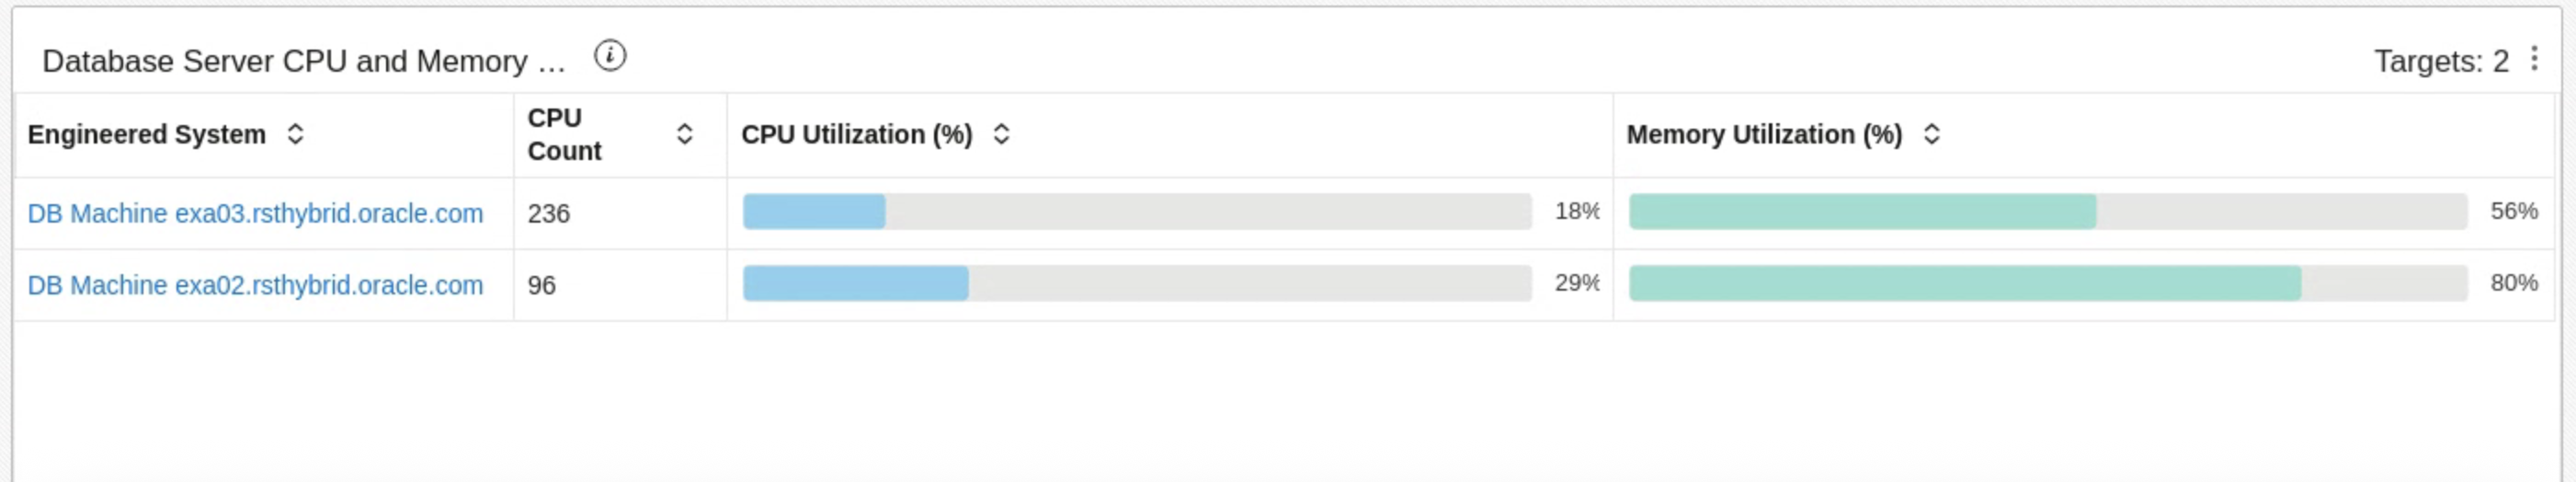 Database Server CPU and Memory ...
Targets: 2
Engineered System
CPU
Count
CPU Utilization (%)
Memory Utilization (%)
DB Machine exa03.rsthybrid.oracle.com 236 18% 56%
DB Machine exa02.rsthybrid.oracle.com 96 29% 80%